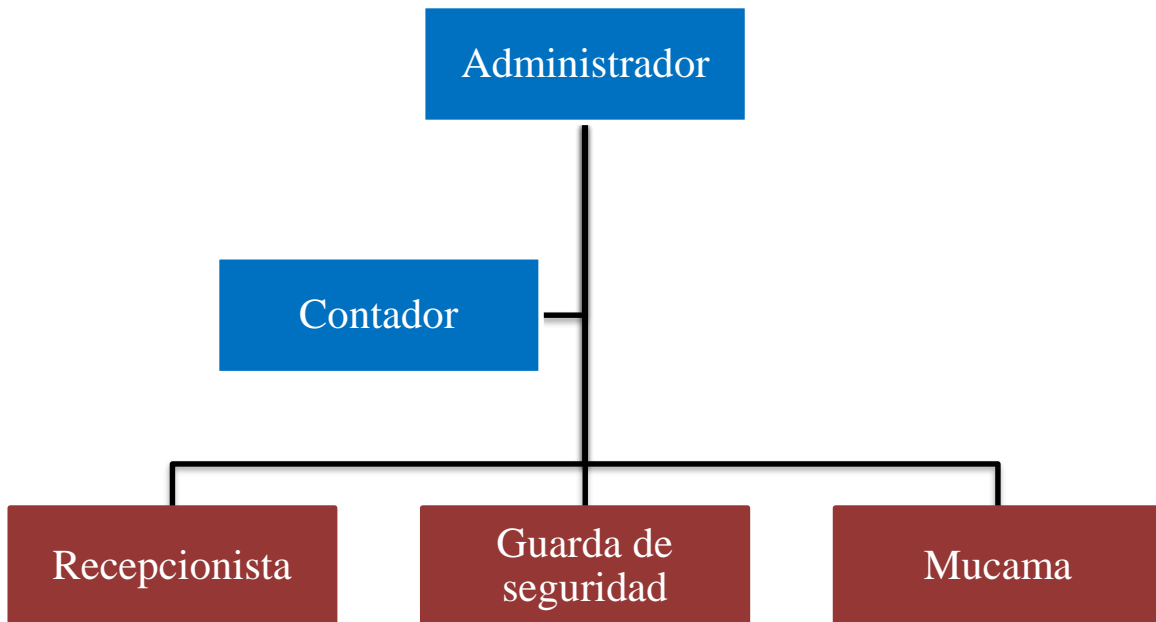 Administrador
Contador
Recepcionista
Guarda de
seguridad
Mucama